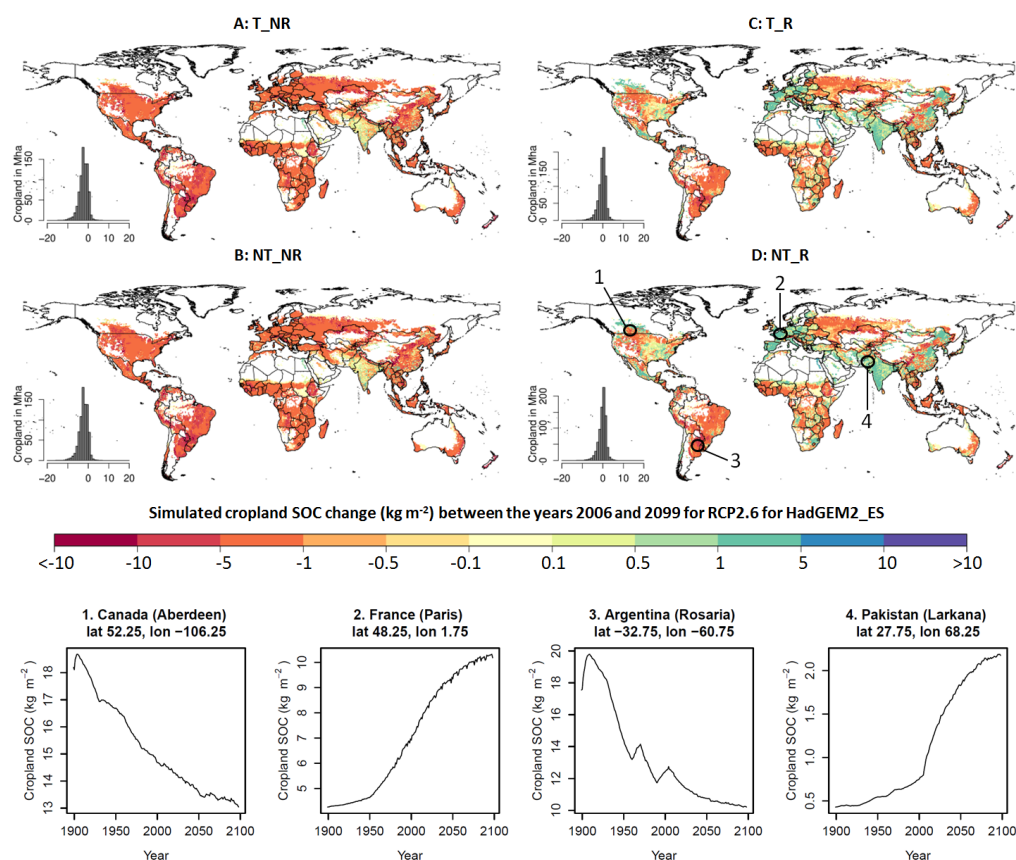 A: T_NR
C: T_R
Cropland in Mha
0 50 150
-20 0 10 20
Cropland in Mha
0 50 150
-20 0 10 20
B: NT_NR
D: NT_R
1
2
3
4
Cropland in Mha
0 50 150
-20 0 10 20
Cropland in Mha
0 100 200
-20 0 10 20
Simulated cropland SOC change (kg m-2) between the years 2006 and 2099 for RCP2.6 for HadGEM2_ES
<-10 -10 -5 -1 -0.5 -0.1 0.1 0.5 1 5 10 >10
1. Canada (Aberdeen)
lat 52.25, lon −106.25
Cropland SOC (kg m−2)
13 14 15 16 17 18
1900 1950 2000 2050 2100
Year
2. France (Paris)
lat 48.25, lon 1.75
Cropland SOC (kg m−2)
5 6 7 8 9 10
1900 1950 2000 2050 2100
Year
3. Argentina (Rosaria)
lat −32.75, lon −60.75
Cropland SOC (kg m−2)
10 12 14 16 18 20
1900 1950 2000 2050 2100
Year
4. Pakistan (Larkana)
lat 27.75, lon 68.25
Cropland SOC (kg m−2)
0.5 1.0 1.5 2.0
1900 1950 2000 2050 2100
Year